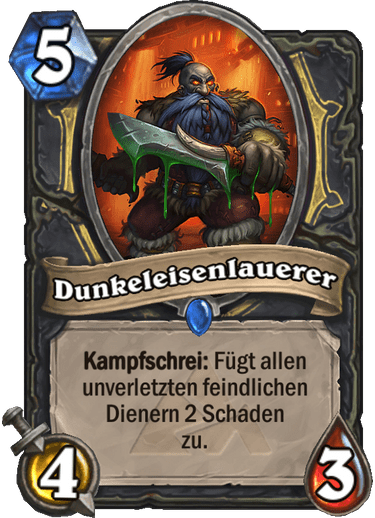 5
Dunkeleisenlauerer
Kampfschrei: Fügt allen
unverletzten feindlichen
Dienern 2 Schaden
zu.
4
3